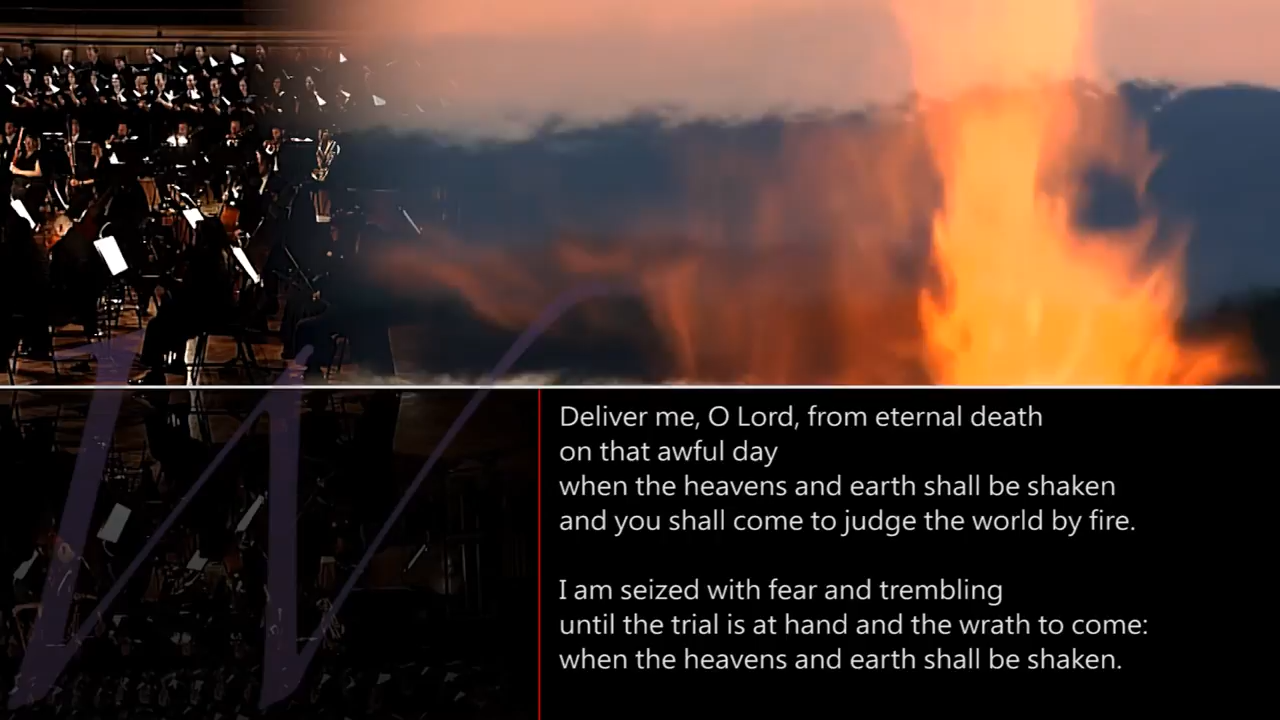 Deliver me, O Lord, from eternal death
on that awful day
when the heavens and earth shall be shaken
and you shall come to judge the world by fire.
I am seized with fear and trembling
until the trial is at hand and the wrath to come:
when the heavens and earth shall be shaken.